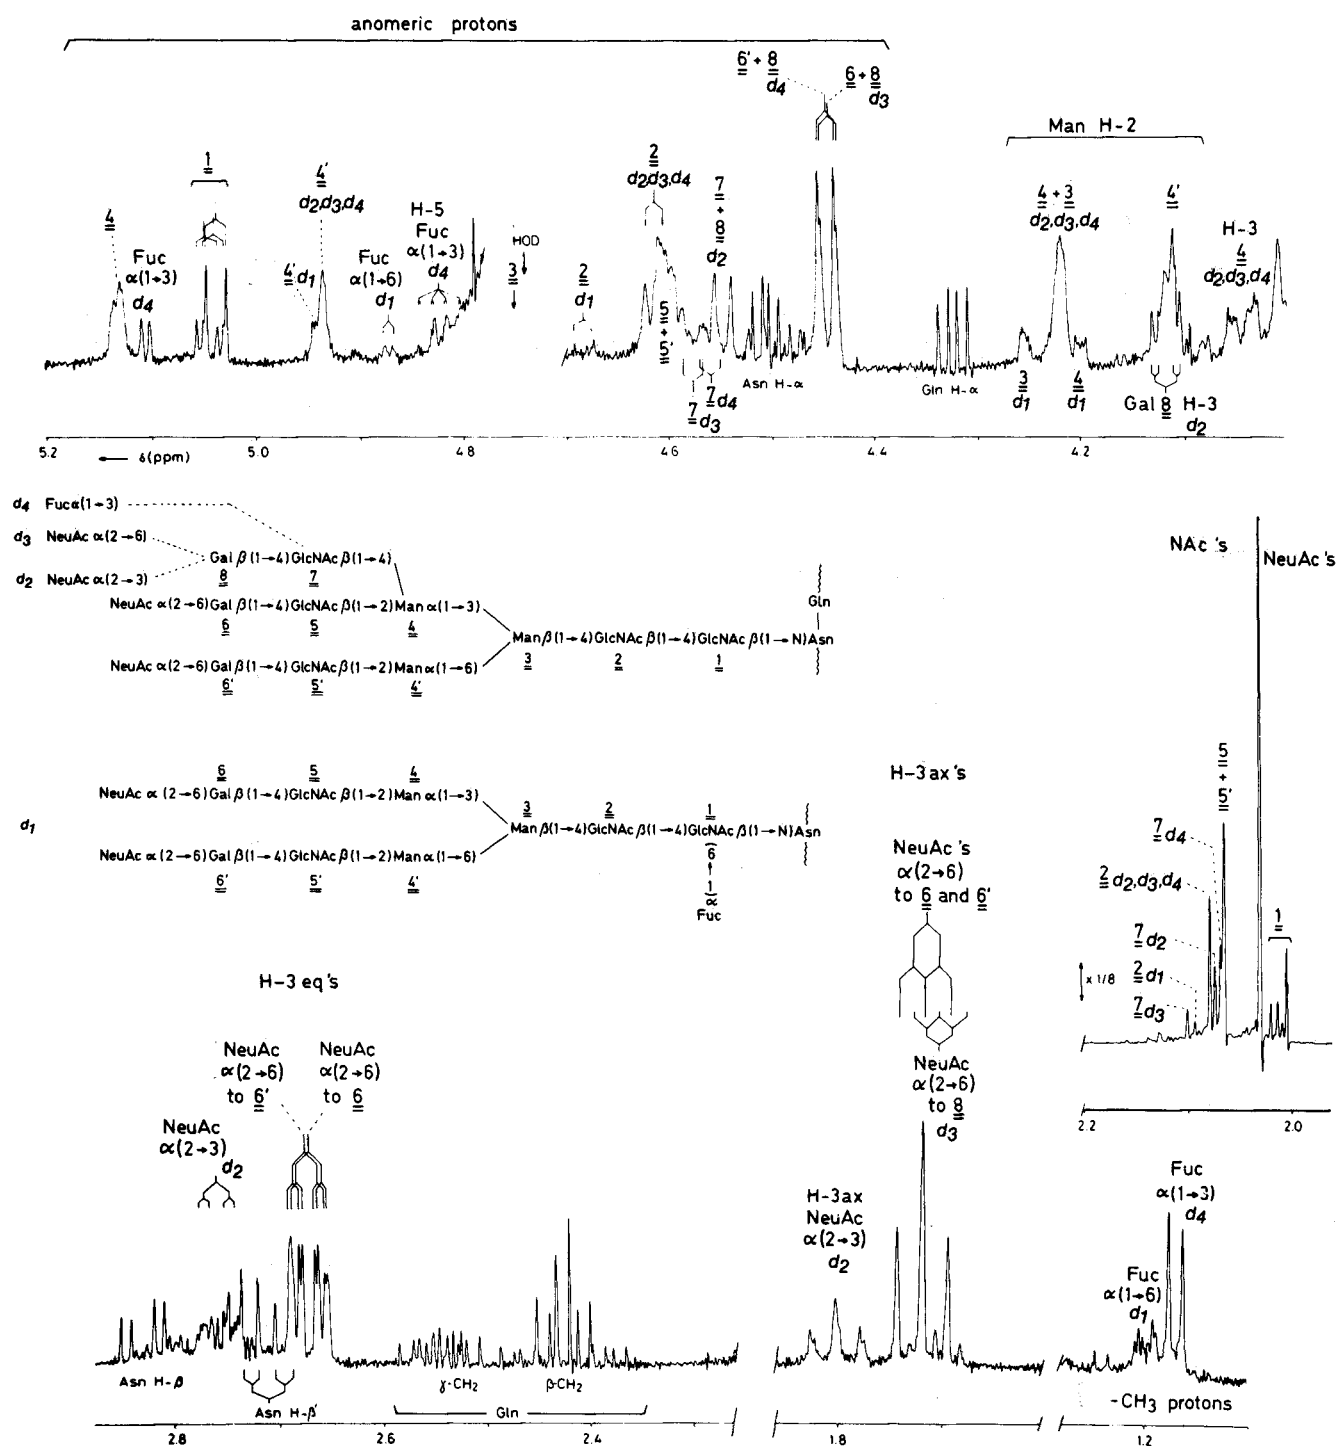 anomeric protons
6' + 8
d4
6 + 8
d3
Man H-2
1
4
Fuc
α(1→3)
d4
4'
d2,d3,d4
4' d1
Fuc
α(1→6)
d1
H-5
Fuc
α(1→3)
d4
3
HOD
2
d1
2
d2,d3,d4
5
+
5'
7
+
8
d2
7 d4
7 d3
Asn H-α
Gln H-α
4 + 3
d2,d3,d4
3
d1
4
d1
4'
Gal 8 H-3
d2
H-3
4
d2,d3,d4
5.2
← δ(ppm)
5.0
4.8
4.6
4.4
4.2
d4 Fucα(1→3)
d3 NeuAc α(2→6)
Gal β(1→4)GlcNAc β(1→4)
8 7
d2 NeuAc α(2→3)
NeuAc α(2→6)Gal β(1→4)GlcNAc β(1→2)Man α(1→3)
6 5 4
Gln
Man β(1→4)GlcNAc β(1→4)GlcNAc β(1→N)Asn
3 2 1
NeuAc α(2→6)Gal β(1→4)GlcNAc β(1→2)Man α(1→6)
6' 5' 4'
6 5 4
NeuAc α(2→6)Gal β(1→4)GlcNAc β(1→2)Man α(1→3)
3 2 1
d1
Man β(1→4)GlcNAc β(1→4)GlcNAc β(1→N)Asn
6
↑
1
α
Fuc
NeuAc α(2→6)Gal β(1→4)GlcNAc β(1→2)Man α(1→6)
6' 5' 4'
NAc's
NeuAc's
5
+
5'
7 d4
2 d2,d3,d4
7 d2
2 d1
7 d3
1
x 1/8
2.2
2.0
H-3 eq's
NeuAc
α(2→6)
to 6'
NeuAc
α(2→6)
to 6
NeuAc
α(2→3)
d2
Asn H-β
Asn H-β'
γ-CH2
β-CH2
Gln
2.8
2.6
2.4
H-3ax's
NeuAc's
α(2→6)
to 6 and 6'
NeuAc
α(2→6)
to 8
d3
H-3ax
NeuAc
α(2→3)
d2
1.8
Fuc
α(1→6)
d1
Fuc
α(1→3)
d4
-CH3 protons
1.2